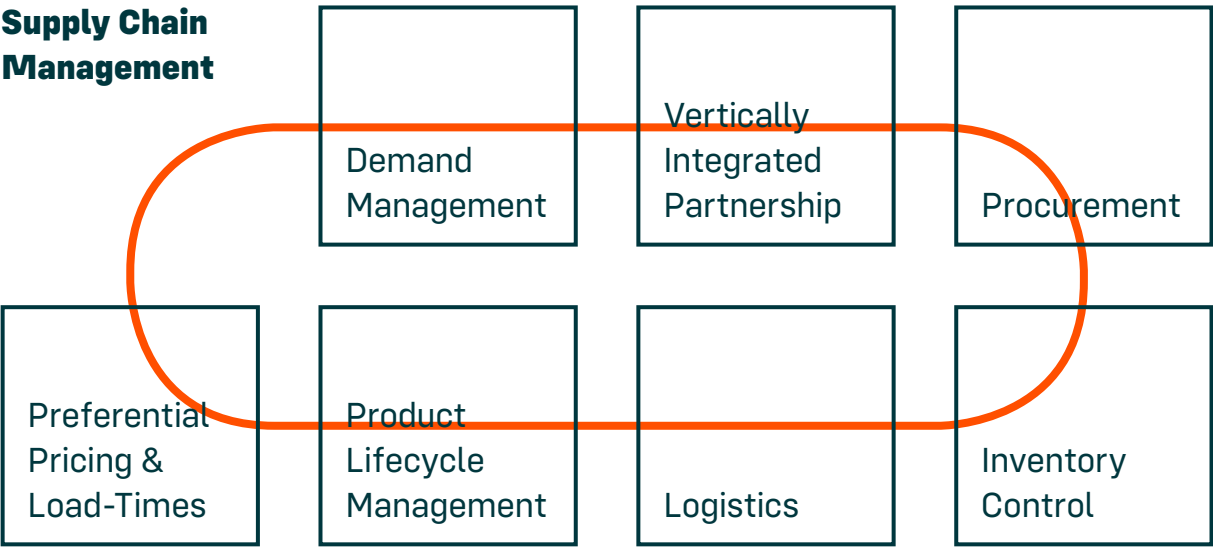 Supply Chain
Management
Demand
Management
Vertically
Integrated
Partnership
Procurement
Preferential
Pricing &
Load-Times
Product
Lifecycle
Management
Logistics
Inventory
Control